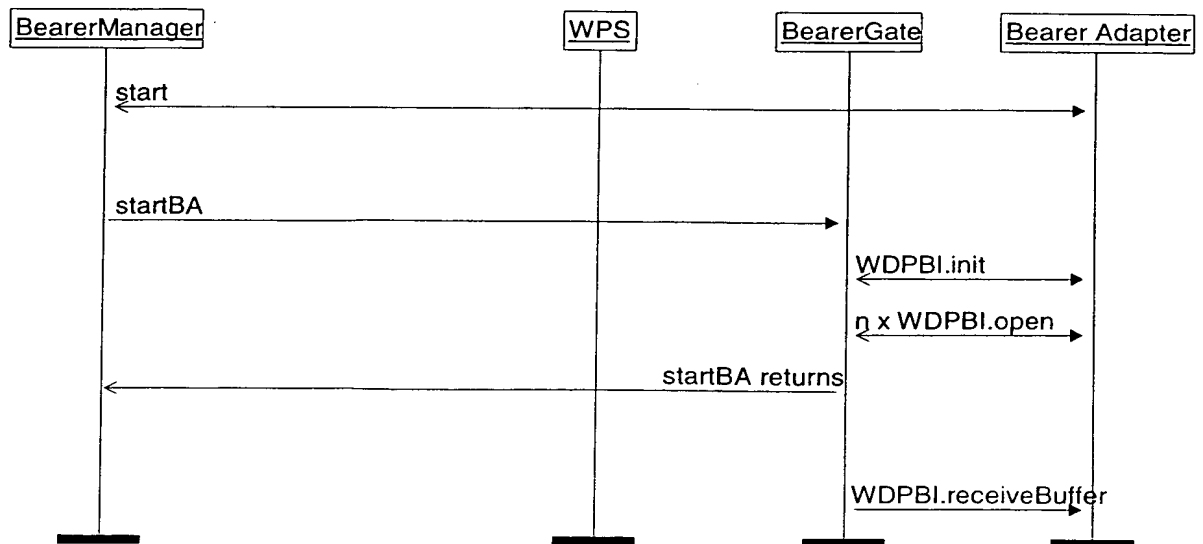 BearerManager WPS BearerGate Bearer Adapter
start
startBA
WDPBI.init
n x WDPBI.open
startBA returns
WDPBI.receiveBuffer